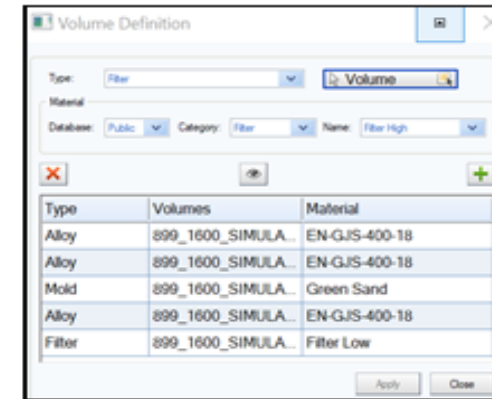 Volume Definition
Type: Filter Volume
Material
Database: Public Category: Filter Name: Filter High
Type Volumes Material
Alloy 899_1600_SIMULA... EN-GJS-400-18
Alloy 899_1600_SIMULA... EN-GJS-400-18
Mold 899_1600_SIMULA... Green Sand
Alloy 899_1600_SIMULA... EN-GJS-400-18
Filter 899_1600_SIMULA... Filter Low
Apply Close